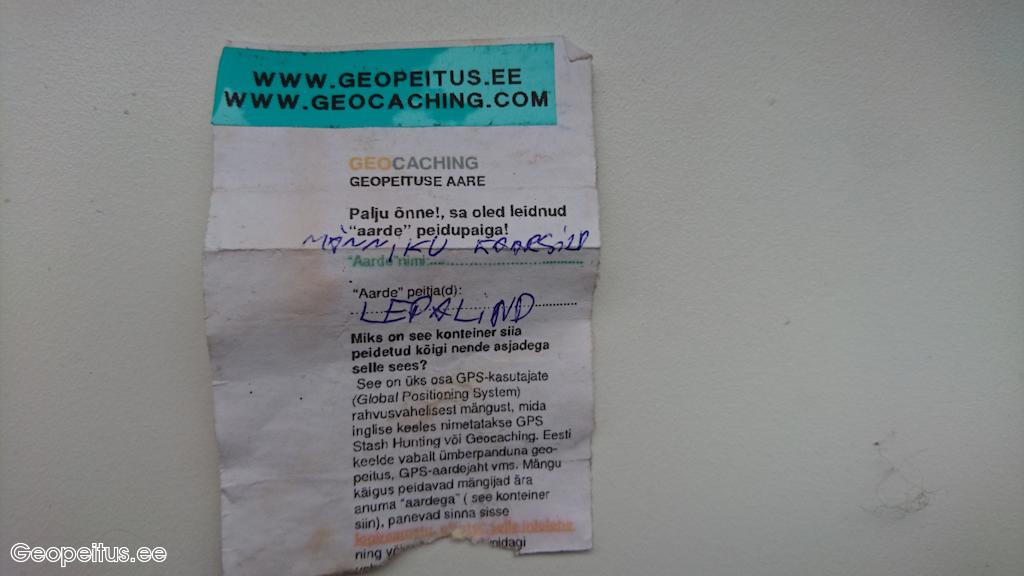 WWW.GEOPEITUS.EE
WWW.GEOCACHING.COM
GEOCACHING
GEOPEITUSE AARE
Palju õnne!, sa oled leidnud
"aarde" peidupaiga!
MÄNNIKU KAARSILD
"Aarde" nimi:
"Aarde" peitja(d):
LEPALIND
Miks on see konteiner siia
peidetud kõigi nende asjadega
selle sees?
See on üks osa GPS-kasutajate
(Global Positioning System)
rahvusvahelisest mängust, mida
inglise keeles nimetatakse GPS
Stash Hunting või Geocaching. Eesti
keelde vabalt ümberpanduna geo-
peitus, GPS-aardejaht vms. Mängu
käigus peidavad mängijad ära
anuma "aardega" ( see konteiner
siin), panevad sinna sisse
ning
Geopeitus.ee